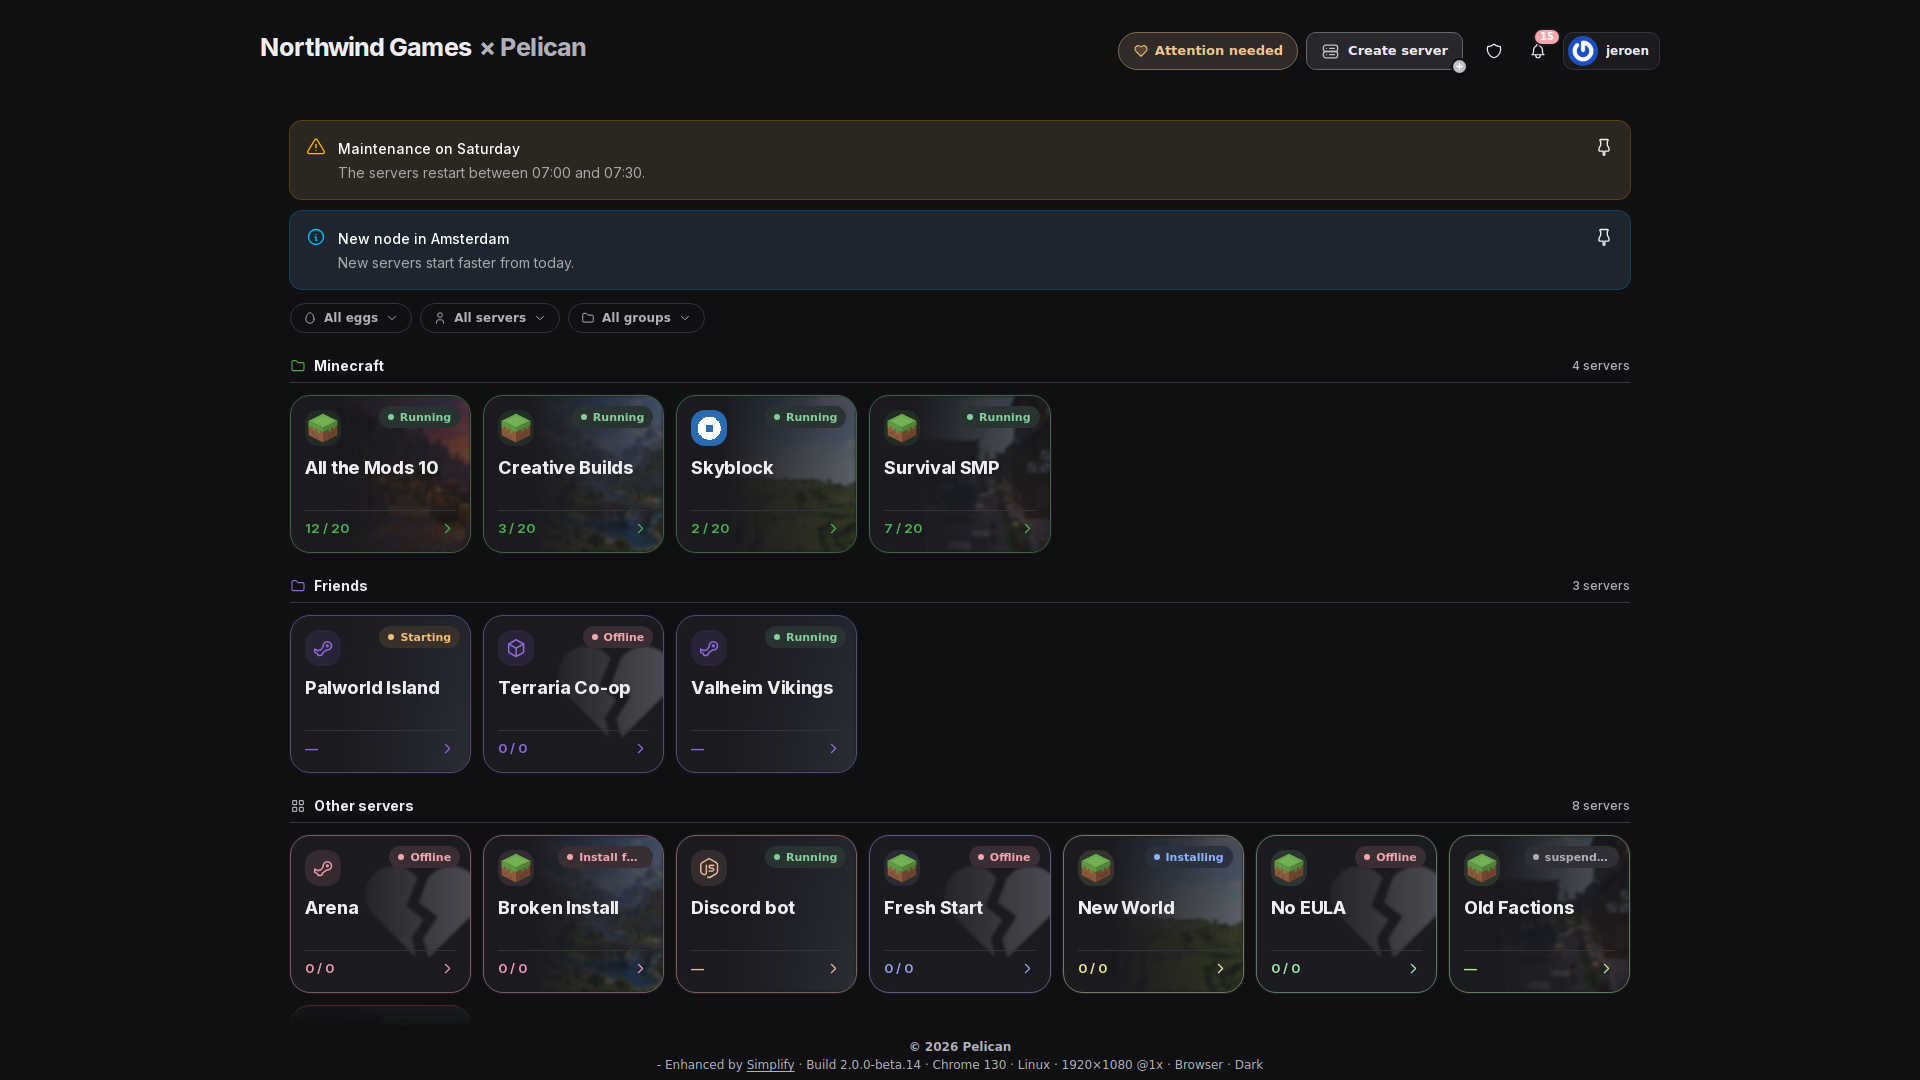 Northwind Games × Pelican
Attention needed
Create server
15
jeroen
Maintenance on Saturday
The servers restart between 07:00 and 07:30.
New node in Amsterdam
New servers start faster from today.
All eggs
All servers
All groups
Minecraft
4 servers
Running
All the Mods 10
12 / 20
Running
Creative Builds
3 / 20
Running
Skyblock
2 / 20
Running
Survival SMP
7 / 20
Friends
3 servers
Starting
Palworld Island
—
Offline
Terraria Co-op
0 / 0
Running
Valheim Vikings
—
Other servers
8 servers
Offline
Arena
0 / 0
Install f...
Broken Install
0 / 0
Running
Discord bot
—
Offline
Fresh Start
0 / 0
Installing
New World
0 / 0
Offline
No EULA
0 / 0
suspend...
Old Factions
—
© 2026 Pelican
- Enhanced by Simplify · Build 2.0.0-beta.14 · Chrome 130 · Linux · 1920×1080 @1x · Browser · Dark